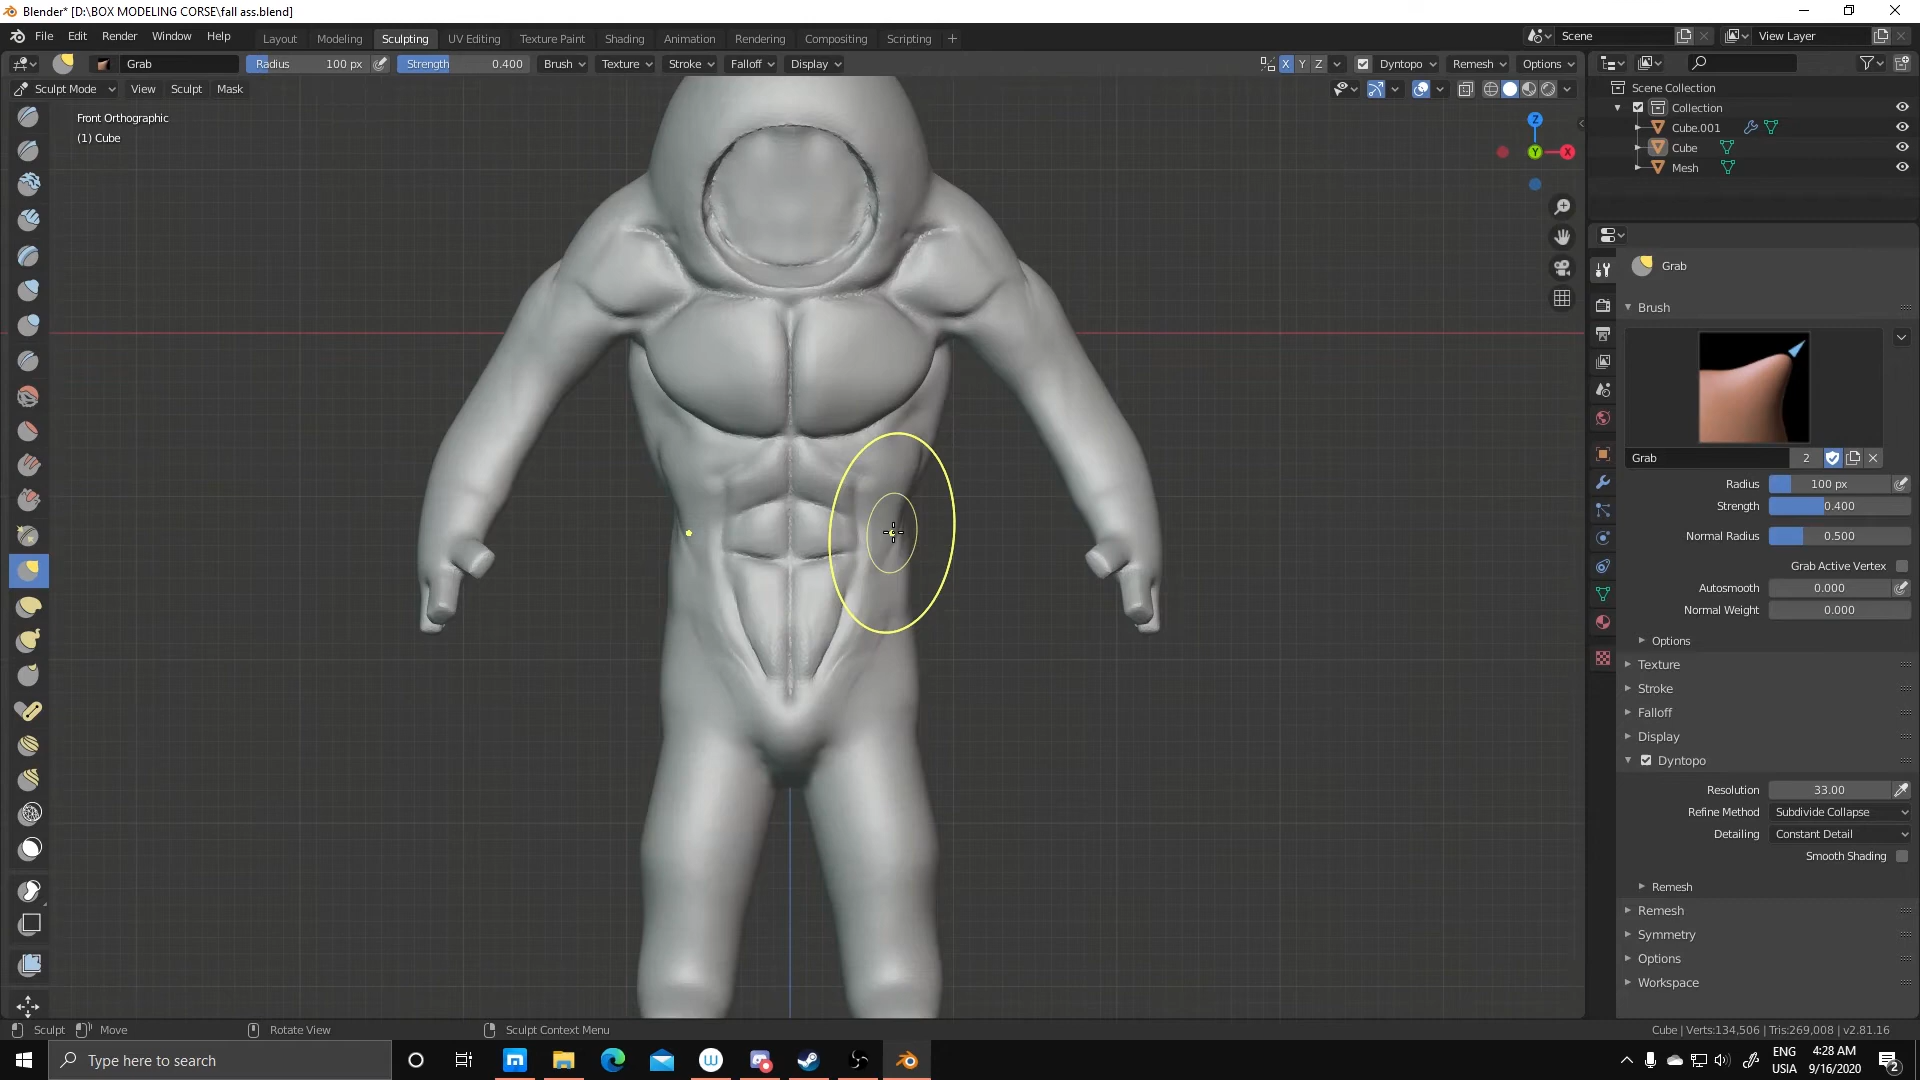 Blender* [D:\BOX MODELING CORSE\fall ass.blend]
File Edit Render Window Help
Layout Modeling Sculpting UV Editing Texture Paint Shading Animation Rendering Compositing Scripting +
Scene
View Layer
Grab
Radius 100 px
Strength 0.400
Brush Texture Stroke Falloff Display
X Y Z
Dyntopo Remesh Options
Sculpt Mode View Sculpt Mask
Front Orthographic
(1) Cube
Z
Y
X
Scene Collection
Collection
Cube.001
Cube
Mesh
Grab
Brush
Grab 2
Radius 100 px
Strength 0.400
Normal Radius 0.500
Grab Active Vertex
Autosmooth 0.000
Normal Weight 0.000
Options
Texture
Stroke
Falloff
Display
Dyntopo
Resolution 33.00
Refine Method Subdivide Collapse
Detailing Constant Detail
Smooth Shading
Remesh
Remesh
Symmetry
Options
Workspace
Sculpt Move Rotate View Sculpt Context Menu
Cube | Verts:134,506 | Tris:269,008 | v2.81.16
Type here to search
ENG
USIA
4:28 AM
9/16/2020
2